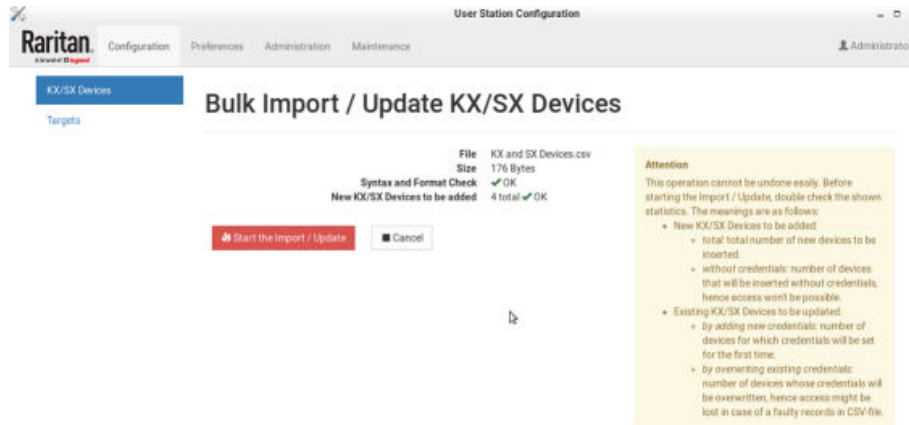 User Station Configuration
Raritan.
A brand of legrand
Configuration
Preferences
Administration
Maintenance
Administrato
KX/SX Devices
Targets
Bulk Import / Update KX/SX Devices
File KX and SX Devices.csv
Size 176 Bytes
Syntax and Format Check ✔OK
New KX/SX Devices to be added 4 total ✔OK
Start the Import / Update
Cancel
Attention
This operation cannot be undone easily. Before
starting the Import / Update, double check the shown
statistics. The meanings are as follows:
• New KX/SX Devices to be added:
total: total number of new devices to be
inserted.
without credentials: number of devices
that will be inserted without credentials,
hence access won't be possible.
• Existing KX/SX Devices to be updated:
by adding new credentials: number of
devices for which credentials will be set
for the first time.
by overwriting existing credentials:
number of devices whose credentials will
be overwritten, hence access might be
lost in case of a faulty records in CSV-file.